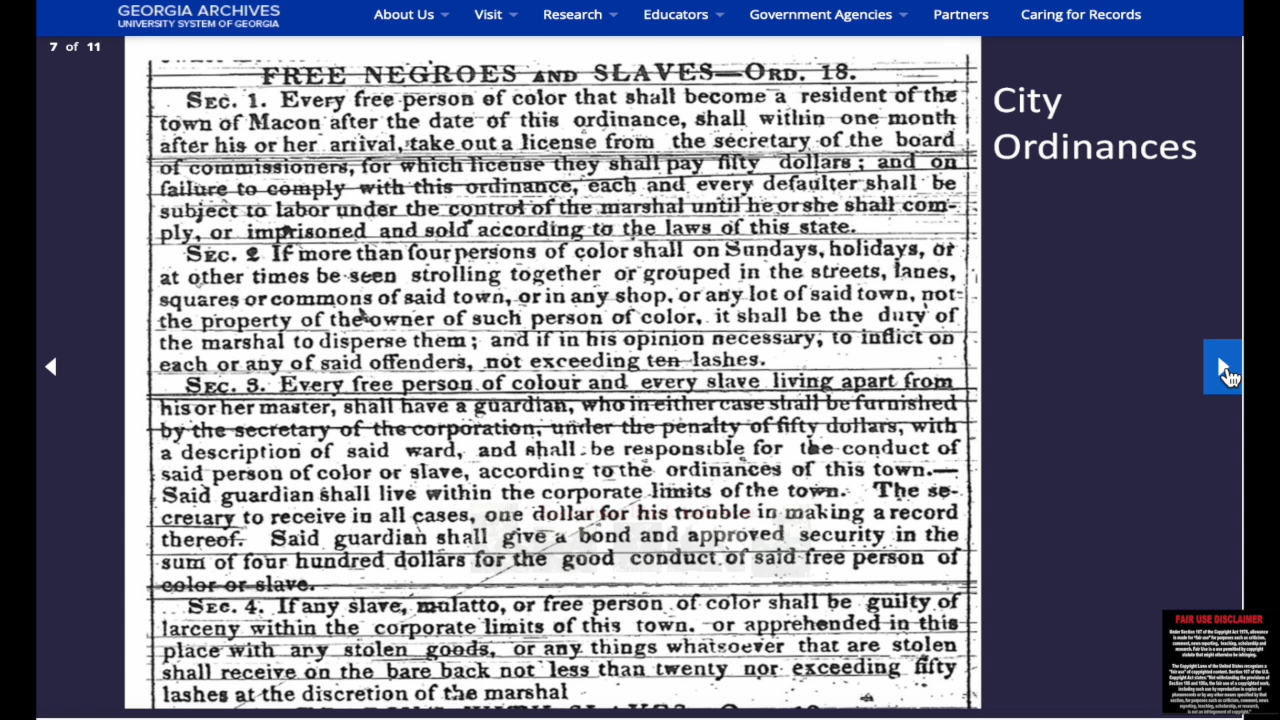 GEORGIA ARCHIVES
UNIVERSITY SYSTEM OF GEORGIA
About Us Visit Research Educators Government Agencies Partners Caring for Records
7 of 11
City
Ordinances
FREE NEGROES AND SLAVES—ORD. 18.
SEC. 1. Every free person of color that shall become a resident of the
town of Macon after the date of this ordinance, shall within one month
after his or her arrival, take out a license from the secretary of the board
of commissioners, for which license they shall pay fifty dollars; and on
failure to comply with this ordinance, each and every defaulter shall be
subject to labor under the control of the marshal until he or she shall com-
ply, or imprisoned and sold according to the laws of this state.
SEC. 2 If more than four persons of color shall on Sundays, holidays, or
at other times be seen strolling together or grouped in the streets, lanes,
squares or commons of said town, or in any shop, or any lot of said town, not
the property of the owner of such person of color, it shall be the duty of
the marshal to disperse them; and if in his opinion necessary, to inflict on
each or any of said offenders, not exceeding ten lashes.
SEC. 3. Every free person of colour and every slave living apart from
his or her master, shall have a guardian, who in either case shall be furnished
by the secretary of the corporation, under the penalty of fifty dollars, with
a description of said ward, and shall be responsible for the conduct of
said person of color or slave, according to the ordinances of this town.—
Said guardian shall live within the corporate limits of the town. The se-
cretary to receive in all cases, one dollar for his trouble in making a record
thereof. Said guardian shall give a bond and approved security in the
sum of four hundred dollars for the good conduct of said free person of
color or slave.
SEC. 4. If any slave, mulatto, or free person of color shall be guilty of
larceny within the corporate limits of this town, or apprehended in this
place with any stolen goods, or any things whatsoever that are stolen
shall receive on the bare back not less than twenty nor exceeding fifty
lashes at the discretion of the marshal
FAIR USE DISCLAIMER